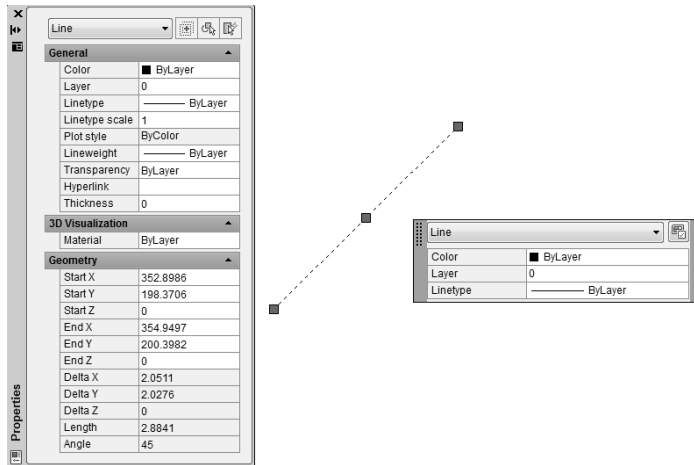 Line
General
Color ByLayer
Layer 0
Linetype ByLayer
Linetype scale 1
Plot style ByColor
Lineweight ByLayer
Transparency ByLayer
Hyperlink
Thickness 0
3D Visualization
Material ByLayer
Geometry
Start X 352.8986
Start Y 198.3706
Start Z 0
End X 354.9497
End Y 200.3982
End Z 0
Delta X 2.0511
Delta Y 2.0276
Delta Z 0
Length 2.8841
Angle 45
Properties
Line
Color ByLayer
Layer 0
Linetype ByLayer